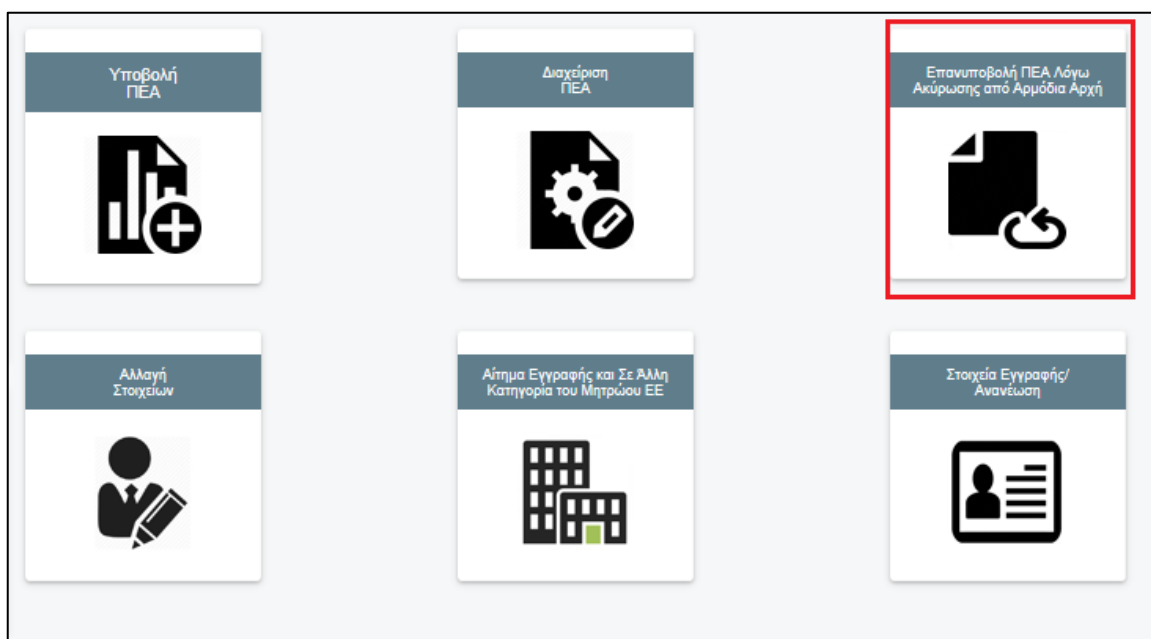 Υποβολή
ΠΕΑ
Διαχείριση
ΠΕΑ
Επανυποβολή ΠΕΑ Λόγω
Ακύρωσης από Αρμόδια Αρχή
Αλλαγή
Στοιχείων
Αίτημα Εγγραφής και Σε Άλλη
Κατηγορία του Μητρώου ΕΕ
Στοιχεία Εγγραφής/
Ανανέωση